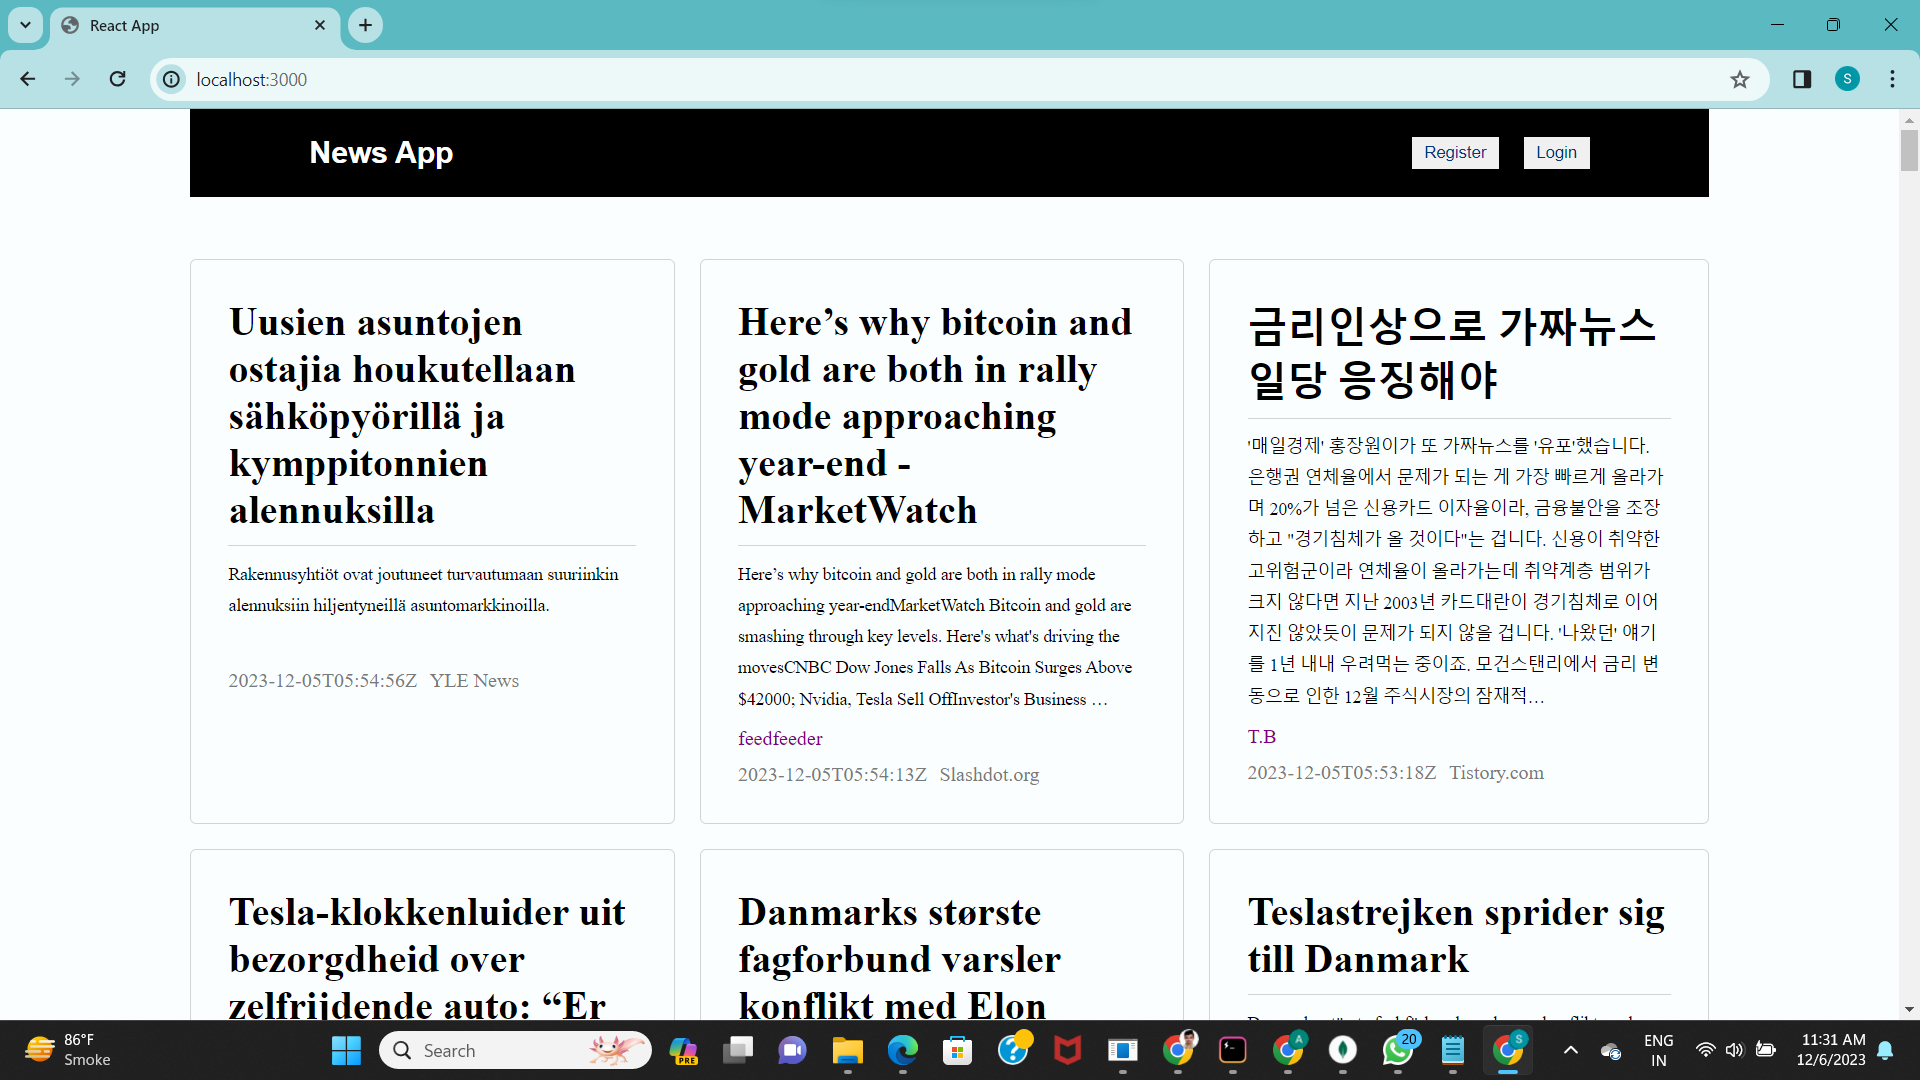 React App
localhost:3000
S
News App
Register
Login
Uusien asuntojen
ostajia houkutellaan
sähköpyörillä ja
kymppitonnien
alennuksilla
Rakennusyhtiöt ovat joutuneet turvautumaan suuriinkin
alennuksiin hiljentyneillä asuntomarkkinoilla.
2023-12-05T05:54:56Z YLE News
Here’s why bitcoin and
gold are both in rally
mode approaching
year-end -
MarketWatch
Here’s why bitcoin and gold are both in rally mode
approaching year-endMarketWatch Bitcoin and gold are
smashing through key levels. Here's what's driving the
movesCNBC Dow Jones Falls As Bitcoin Surges Above
$42000; Nvidia, Tesla Sell OffInvestor's Business …
feedfeeder
2023-12-05T05:54:13Z Slashdot.org
금리인상으로 가짜뉴스
일당 응징해야
'매일경제' 홍장원이가 또 가짜뉴스를 '유포'했습니다.
은행권 연체율에서 문제가 되는 게 가장 빠르게 올라가
며 20%가 넘은 신용카드 이자율이라, 금융불안을 조장
하고 "경기침체가 올 것이다"는 겁니다. 신용이 취약한
고위험군이라 연체율이 올라가는데 취약계층 범위가
크지 않다면 지난 2003년 카드대란이 경기침체로 이어
지진 않았듯이 문제가 되지 않을 겁니다. '나왔던' 얘기
를 1년 내내 우려먹는 중이죠. 모건스탠리에서 금리 변
동으로 인한 12월 주식시장의 잠재적…
T.B
2023-12-05T05:53:18Z Tistory.com
Tesla-klokkenluider uit
bezorgdheid over
zelfrijdende auto: “Er
Danmarks største
fagforbund varsler
konflikt med Elon
Teslastrejken sprider sig
till Danmark
86°F
Smoke
Search
PRE
A
20
S
ENG
IN
11:31 AM
12/6/2023